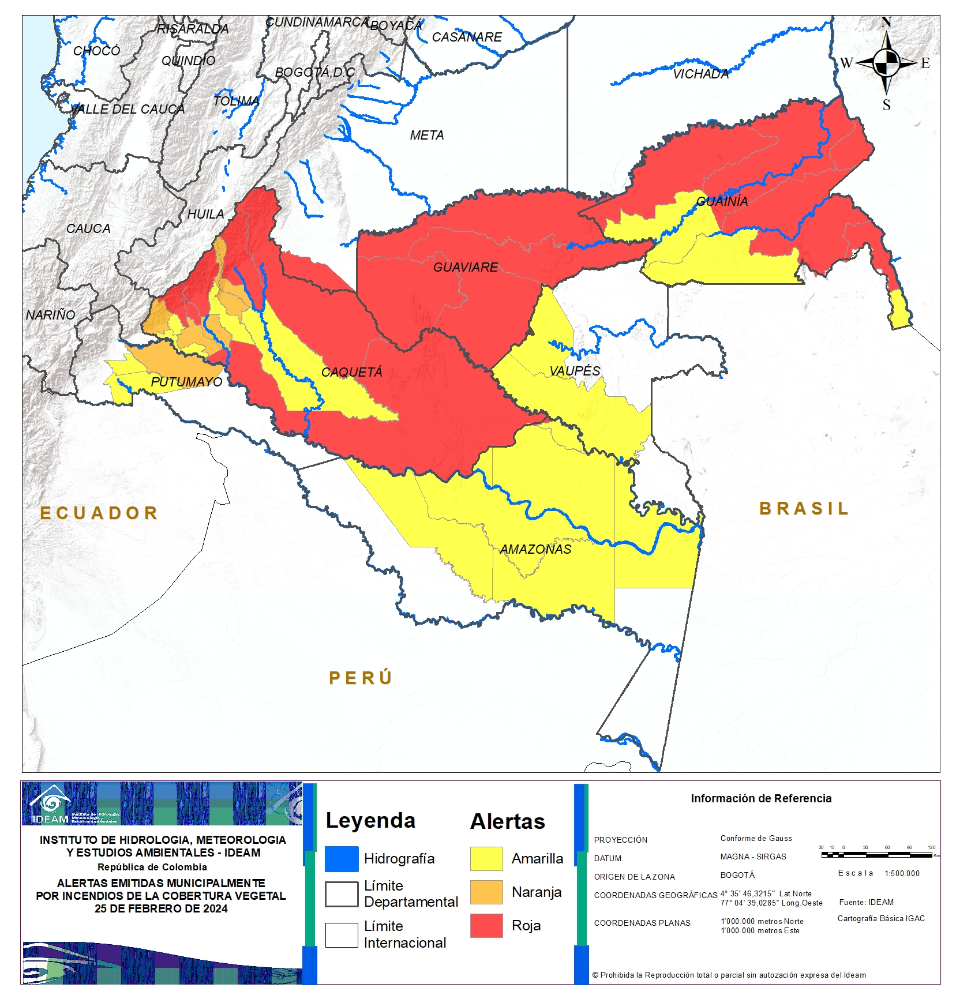 RISARALDA
CUNDINAMARCA
BOYACÁ
CASANARE
CHOCÓ
QUINDÍO
BOGOTÁ,D.C
VICHADA
N
W
E
S
TOLIMA
VALLE DEL CAUCA
META
GUAINÍA
HUILA
CAUCA
GUAVIARE
NARIÑO
VAUPÉS
CAQUETÁ
PUTUMAYO
ECUADOR
BRASIL
AMAZONAS
PERÚ
IDEAM
Instituto de Hidrología,
Meteorología y
Estudios Ambientales
INSTITUTO DE HIDROLOGIA, METEOROLOGIA
Y ESTUDIOS AMBIENTALES - IDEAM
República de Colombia
ALERTAS EMITIDAS MUNICIPALMENTE
POR INCENDIOS DE LA COBERTURA VEGETAL
25 DE FEBRERO DE 2024
Leyenda
Hidrografía
Límite
Departamental
Límite
Internacional
Alertas
Amarilla
Naranja
Roja
Información de Referencia
PROYECCIÓN Conforme de Gauss
DATUM MAGNA - SIRGAS
ORIGEN DE LA ZONA BOGOTÁ
COORDENADAS GEOGRÁFICAS 4° 35' 46,3215'' Lat.Norte
77° 04' 39,0285" Long.Oeste
COORDENADAS PLANAS 1'000.000 metros Norte
1'000.000 metros Este
30 15 0 30 60 90 120
Km
Escala 1:500.000
Fuente: IDEAM
Cartografía Básica IGAC
© Prohibida la Reproducción total o parcial sin autozación expresa del Ideam